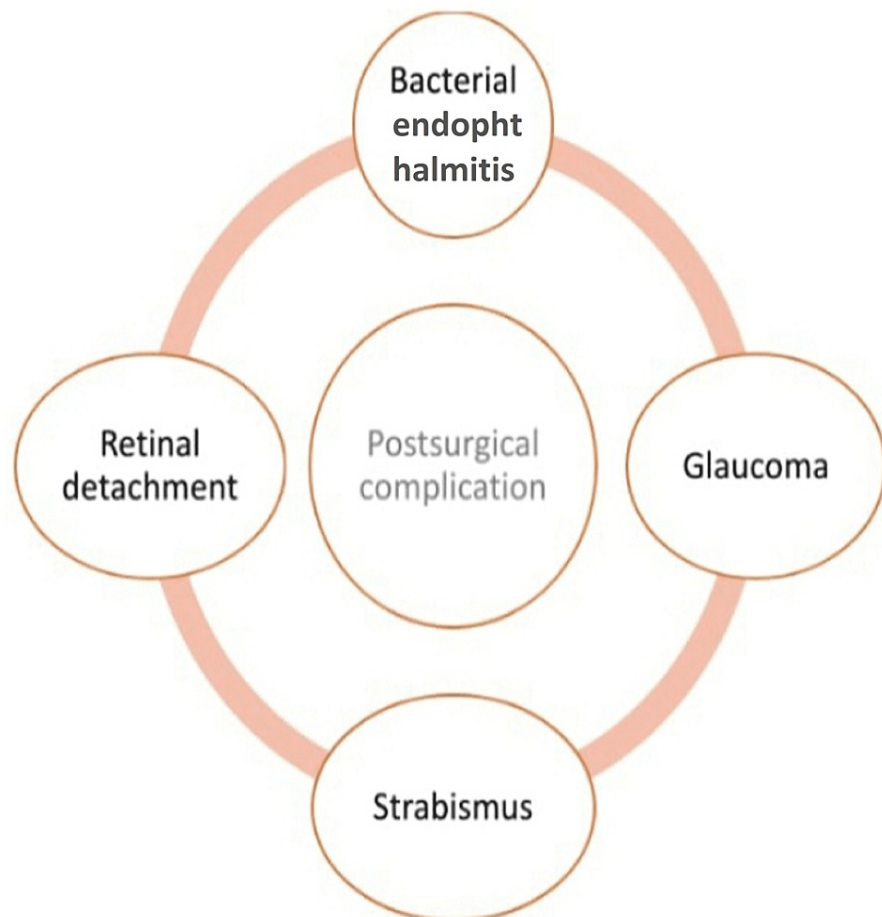 Bacterial
endopht
halmitis
Retinal
detachment
Postsurgical
complication
Glaucoma
Strabismus